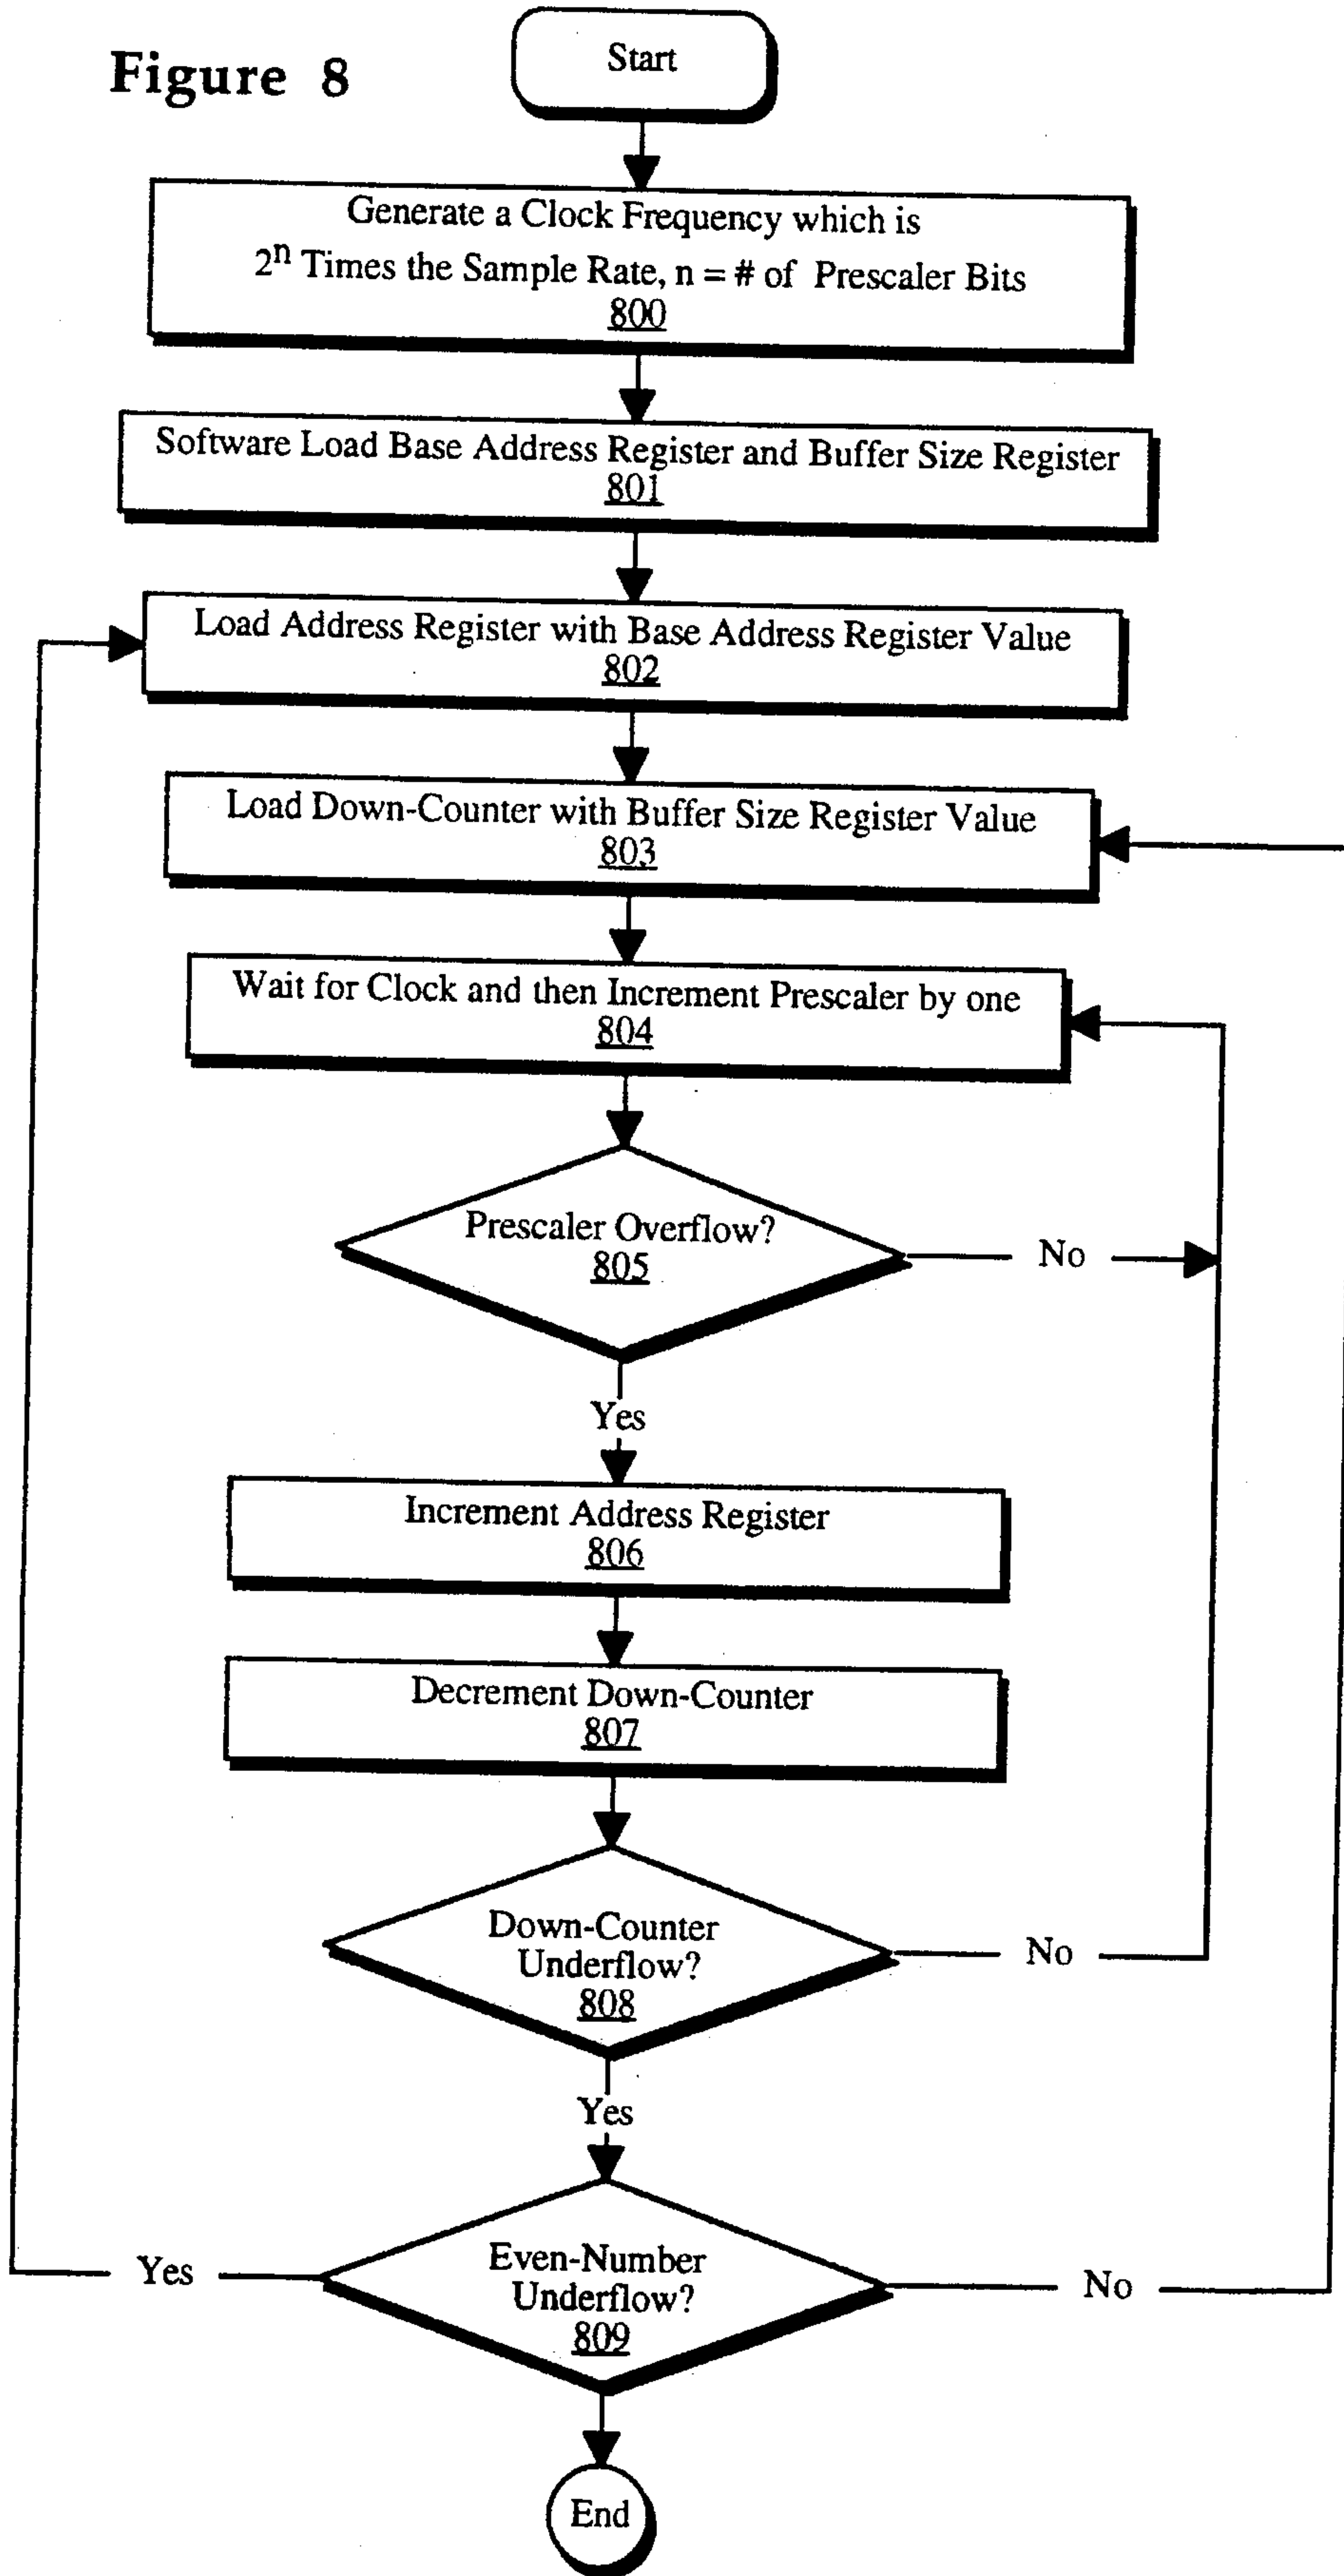 Figure 8
Start
Generate a Clock Frequency which is
2ⁿ Times the Sample Rate, n = # of Prescaler Bits
800
Software Load Base Address Register and Buffer Size Register
801
Load Address Register with Base Address Register Value
802
Load Down-Counter with Buffer Size Register Value
803
Wait for Clock and then Increment Prescaler by one
804
Prescaler Overflow?
805
No
Yes
Increment Address Register
806
Decrement Down-Counter
807
Down-Counter
Underflow?
808
No
Yes
Even-Number
Underflow?
809
Yes
No
End